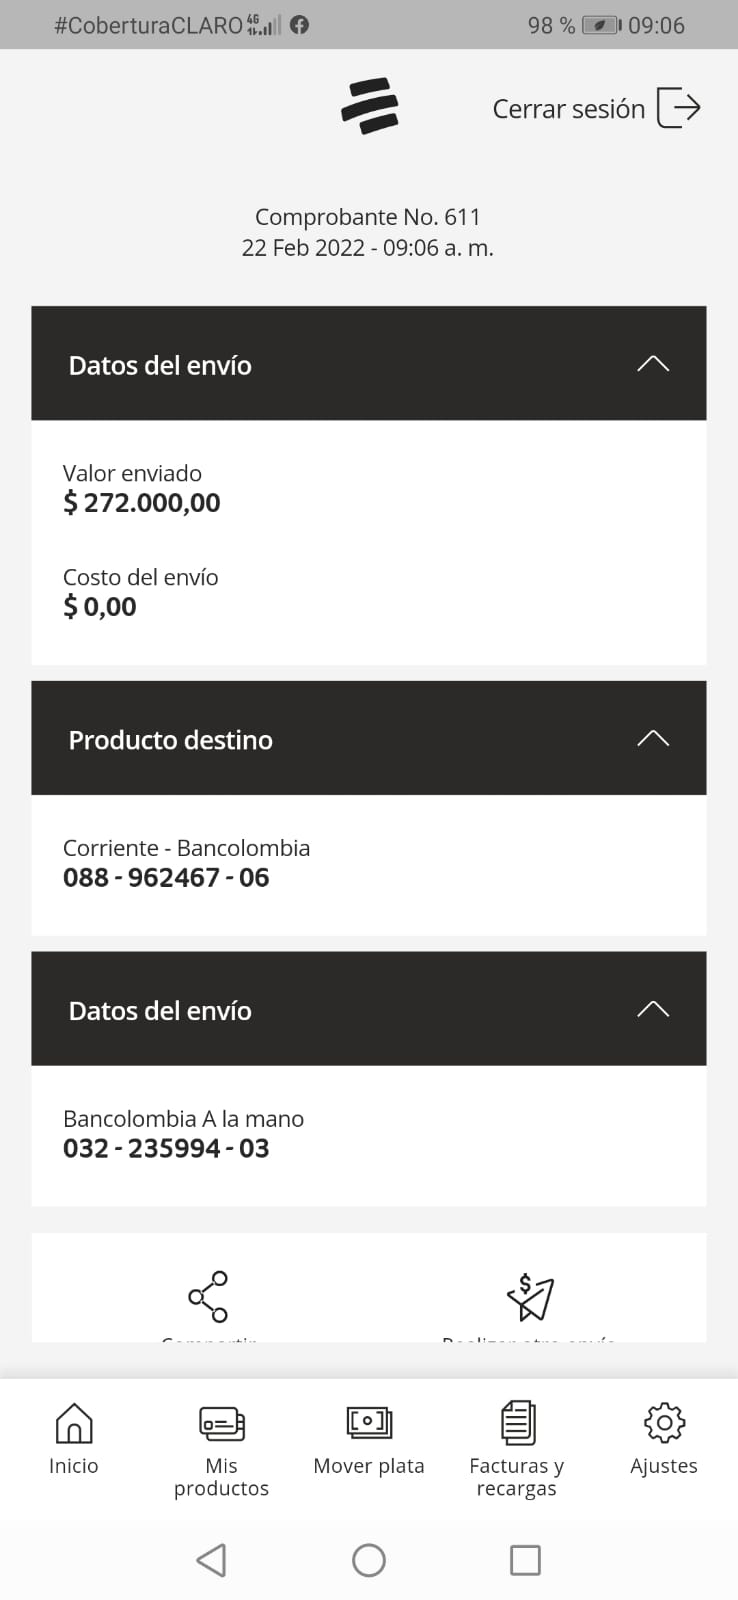 #CoberturaCLARO 4G 98 % 09:06
Cerrar sesión
Comprobante No. 611
22 Feb 2022 - 09:06 a. m.
Datos del envío
Valor enviado
$ 272.000,00
Costo del envío
$ 0,00
Producto destino
Corriente - Bancolombia
088 - 962467 - 06
Datos del envío
Bancolombia A la mano
032 - 235994 - 03
$
Inicio
Mis productos
Mover plata
Facturas y recargas
Ajustes